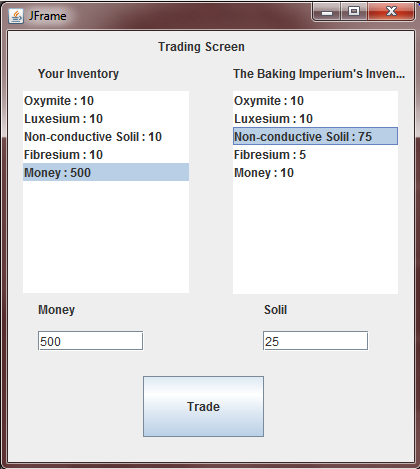 JFrame
Trading Screen
Your Inventory
The Baking Imperium's Inven...
Oxymite : 10
Luxesium : 10
Non-conductive Solil : 10
Fibresium : 10
Money : 500
Oxymite : 10
Luxesium : 10
Non-conductive Solil : 75
Fibresium : 5
Money : 10
Money
Solil
500
25
Trade